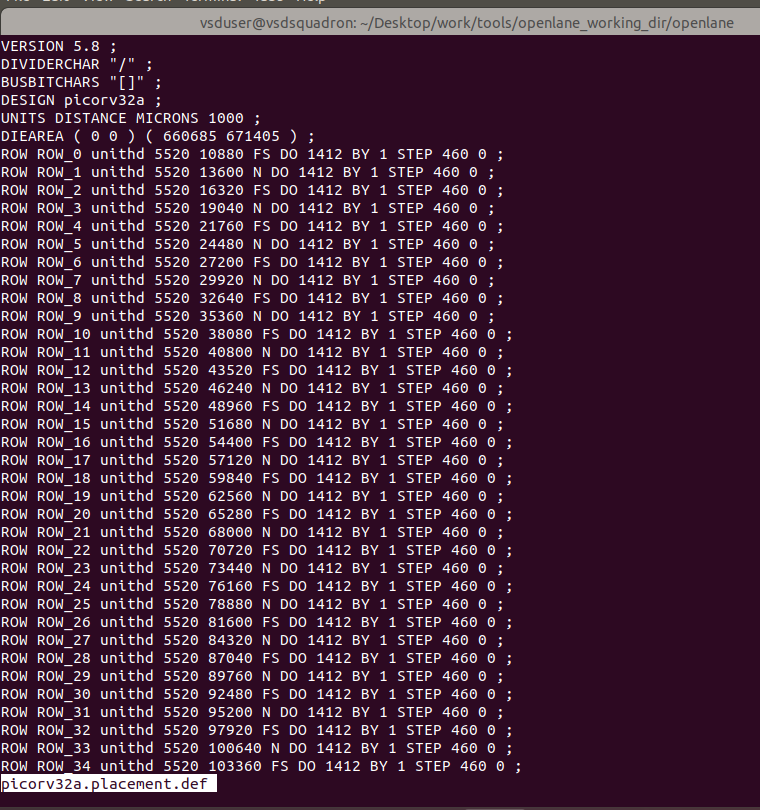 vsduser@vsdsquadron: ~/Desktop/work/tools/openlane_working_dir/openlane
VERSION 5.8 ;
DIVIDERCHAR "/" ;
BUSBITCHARS "[]" ;
DESIGN picorv32a ;
UNITS DISTANCE MICRONS 1000 ;
DIEAREA ( 0 0 ) ( 660685 671405 ) ;
ROW ROW_0 unithd 5520 10880 FS DO 1412 BY 1 STEP 460 0 ;
ROW ROW_1 unithd 5520 13600 N DO 1412 BY 1 STEP 460 0 ;
ROW ROW_2 unithd 5520 16320 FS DO 1412 BY 1 STEP 460 0 ;
ROW ROW_3 unithd 5520 19040 N DO 1412 BY 1 STEP 460 0 ;
ROW ROW_4 unithd 5520 21760 FS DO 1412 BY 1 STEP 460 0 ;
ROW ROW_5 unithd 5520 24480 N DO 1412 BY 1 STEP 460 0 ;
ROW ROW_6 unithd 5520 27200 FS DO 1412 BY 1 STEP 460 0 ;
ROW ROW_7 unithd 5520 29920 N DO 1412 BY 1 STEP 460 0 ;
ROW ROW_8 unithd 5520 32640 FS DO 1412 BY 1 STEP 460 0 ;
ROW ROW_9 unithd 5520 35360 N DO 1412 BY 1 STEP 460 0 ;
ROW ROW_10 unithd 5520 38080 FS DO 1412 BY 1 STEP 460 0 ;
ROW ROW_11 unithd 5520 40800 N DO 1412 BY 1 STEP 460 0 ;
ROW ROW_12 unithd 5520 43520 FS DO 1412 BY 1 STEP 460 0 ;
ROW ROW_13 unithd 5520 46240 N DO 1412 BY 1 STEP 460 0 ;
ROW ROW_14 unithd 5520 48960 FS DO 1412 BY 1 STEP 460 0 ;
ROW ROW_15 unithd 5520 51680 N DO 1412 BY 1 STEP 460 0 ;
ROW ROW_16 unithd 5520 54400 FS DO 1412 BY 1 STEP 460 0 ;
ROW ROW_17 unithd 5520 57120 N DO 1412 BY 1 STEP 460 0 ;
ROW ROW_18 unithd 5520 59840 FS DO 1412 BY 1 STEP 460 0 ;
ROW ROW_19 unithd 5520 62560 N DO 1412 BY 1 STEP 460 0 ;
ROW ROW_20 unithd 5520 65280 FS DO 1412 BY 1 STEP 460 0 ;
ROW ROW_21 unithd 5520 68000 N DO 1412 BY 1 STEP 460 0 ;
ROW ROW_22 unithd 5520 70720 FS DO 1412 BY 1 STEP 460 0 ;
ROW ROW_23 unithd 5520 73440 N DO 1412 BY 1 STEP 460 0 ;
ROW ROW_24 unithd 5520 76160 FS DO 1412 BY 1 STEP 460 0 ;
ROW ROW_25 unithd 5520 78880 N DO 1412 BY 1 STEP 460 0 ;
ROW ROW_26 unithd 5520 81600 FS DO 1412 BY 1 STEP 460 0 ;
ROW ROW_27 unithd 5520 84320 N DO 1412 BY 1 STEP 460 0 ;
ROW ROW_28 unithd 5520 87040 FS DO 1412 BY 1 STEP 460 0 ;
ROW ROW_29 unithd 5520 89760 N DO 1412 BY 1 STEP 460 0 ;
ROW ROW_30 unithd 5520 92480 FS DO 1412 BY 1 STEP 460 0 ;
ROW ROW_31 unithd 5520 95200 N DO 1412 BY 1 STEP 460 0 ;
ROW ROW_32 unithd 5520 97920 FS DO 1412 BY 1 STEP 460 0 ;
ROW ROW_33 unithd 5520 100640 N DO 1412 BY 1 STEP 460 0 ;
ROW ROW_34 unithd 5520 103360 FS DO 1412 BY 1 STEP 460 0 ;
picorv32a.placement.def